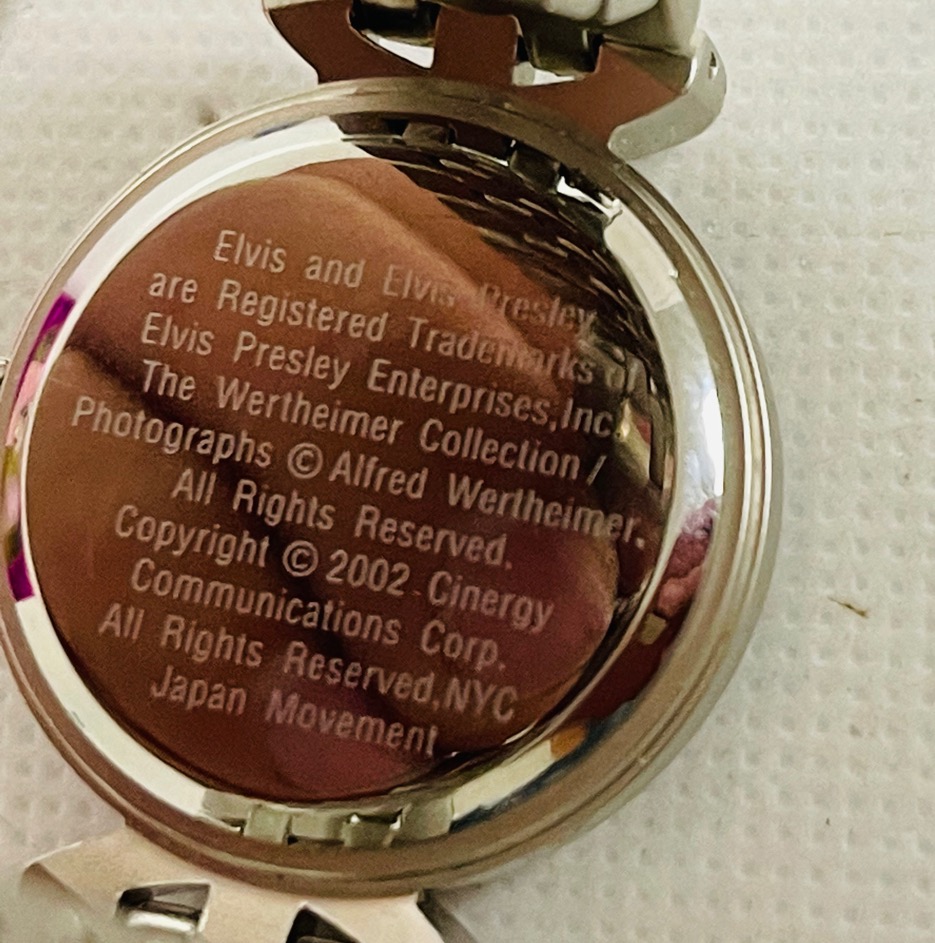 Elvis and Elvis Presley
are Registered Trademarks of
Elvis Presley Enterprises,Inc.
The Wertheimer Collection /
Photographs © Alfred Wertheimer.
All Rights Reserved.
Copyright © 2002 Cinergy
Communications Corp.
All Rights Reserved,NYC
Japan Movement